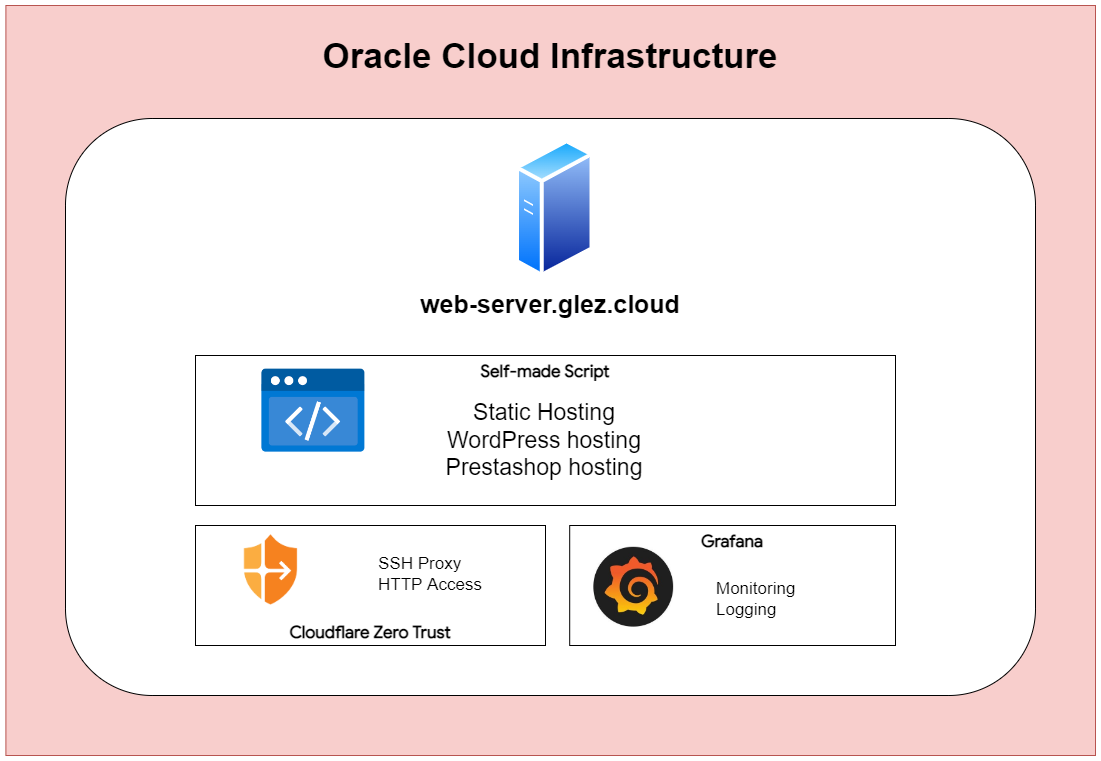 Oracle Cloud Infrastructure
web-server.glez.cloud
Self-made Script
Static Hosting
WordPress hosting
Prestashop hosting
SSH Proxy
HTTP Access
Cloudflare Zero Trust
Grafana
Monitoring
Logging